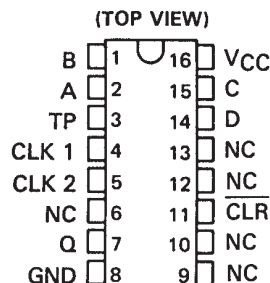 (TOP VIEW)
B 1 16 VCC
A 2 15 C
TP 3 14 D
CLK 1 4 13 NC
CLK 2 5 12 NC
NC 6 11 CLR
Q 7 10 NC
GND 8 9 NC